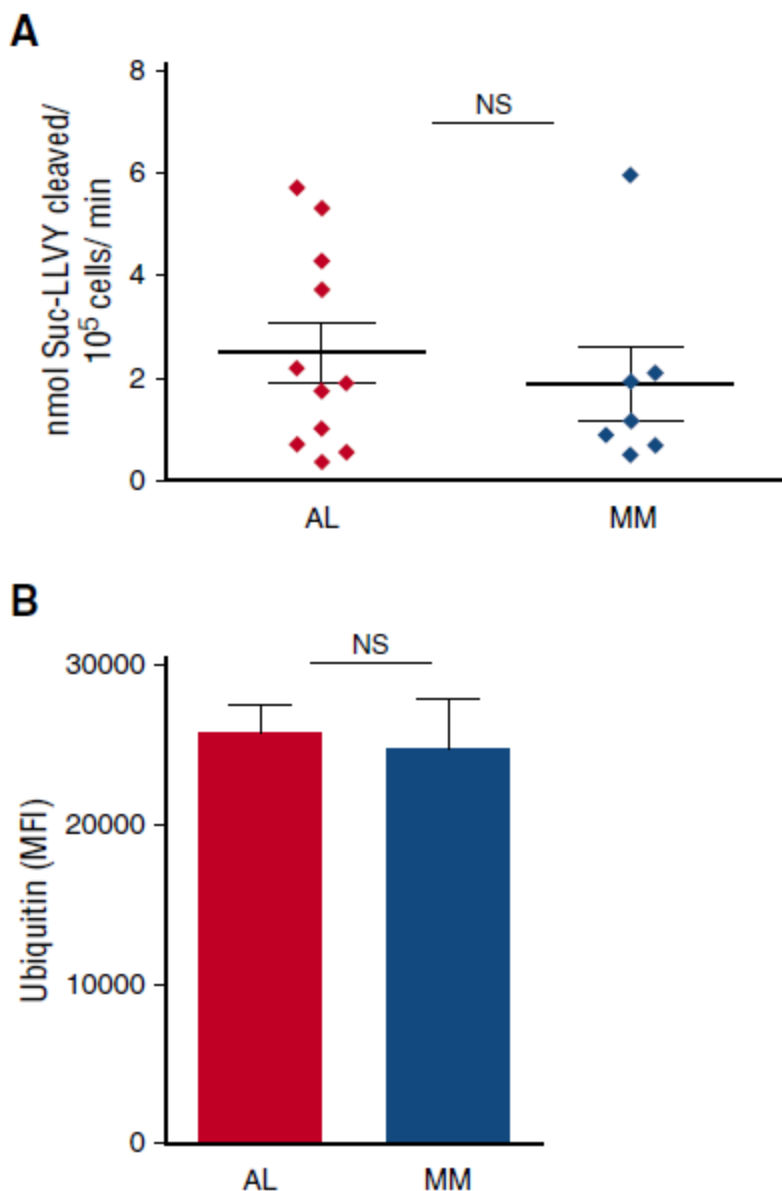 A
8
6
4
2
0
nmol Suc-LLVY cleaved/
10⁵ cells/ min
NS
AL MM
B
30000
20000
10000
0
Ubiquitin (MFI)
NS
AL MM